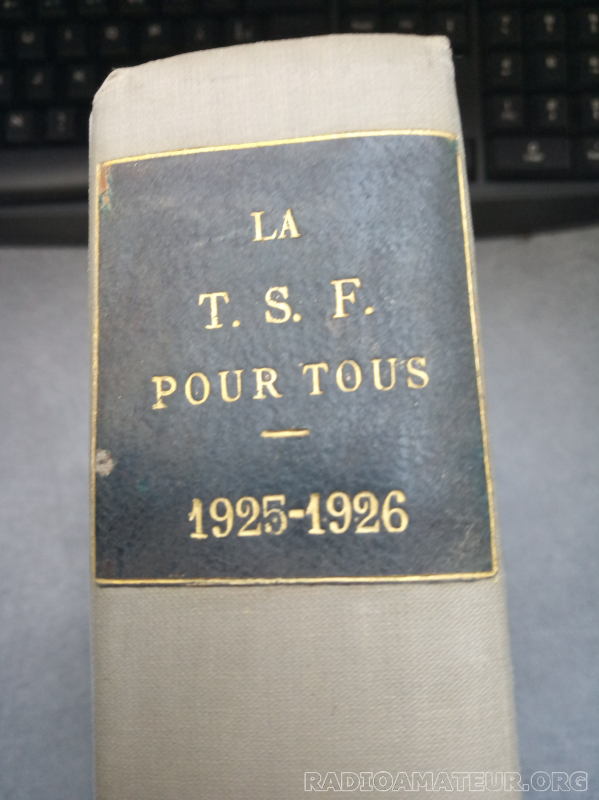 LA
T. S. F.
POUR TOUS
1925-1926
RADIOAMATEUR.ORG